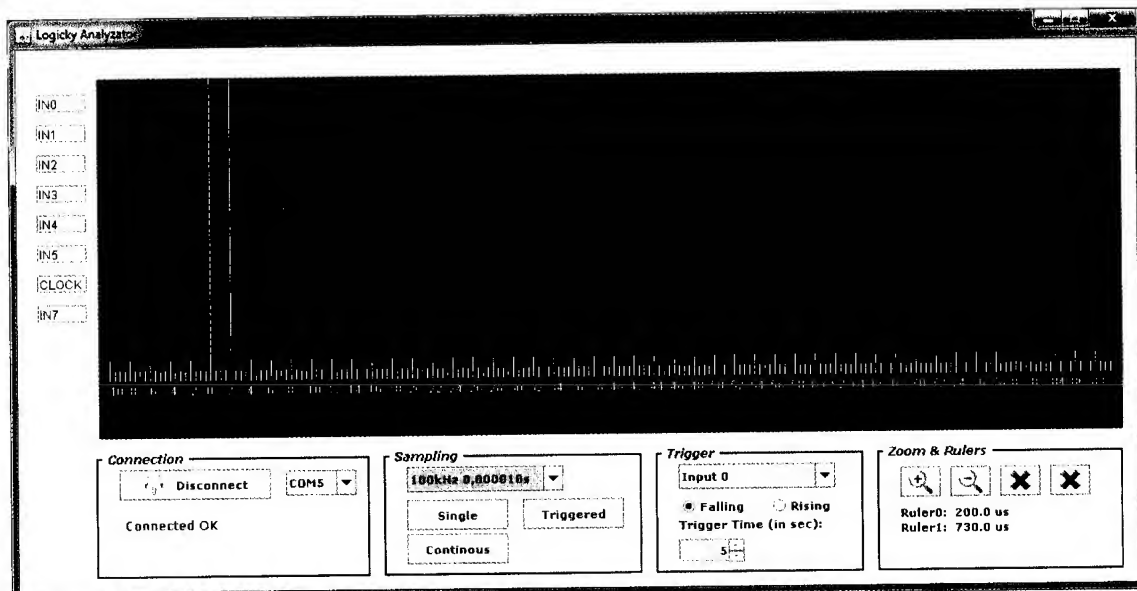 Logicky Analyzator
IN0
IN1
IN2
IN3
IN4
IN5
CLOCK
IN7
Connection
Disconnect
COM5
Connected OK
Sampling
100kHz 0,000010s
Single
Triggered
Continous
Trigger
Input 0
Falling
Rising
Trigger Time (in sec):
5
Zoom & Rulers
Ruler0: 200.0 us
Ruler1: 730.0 us